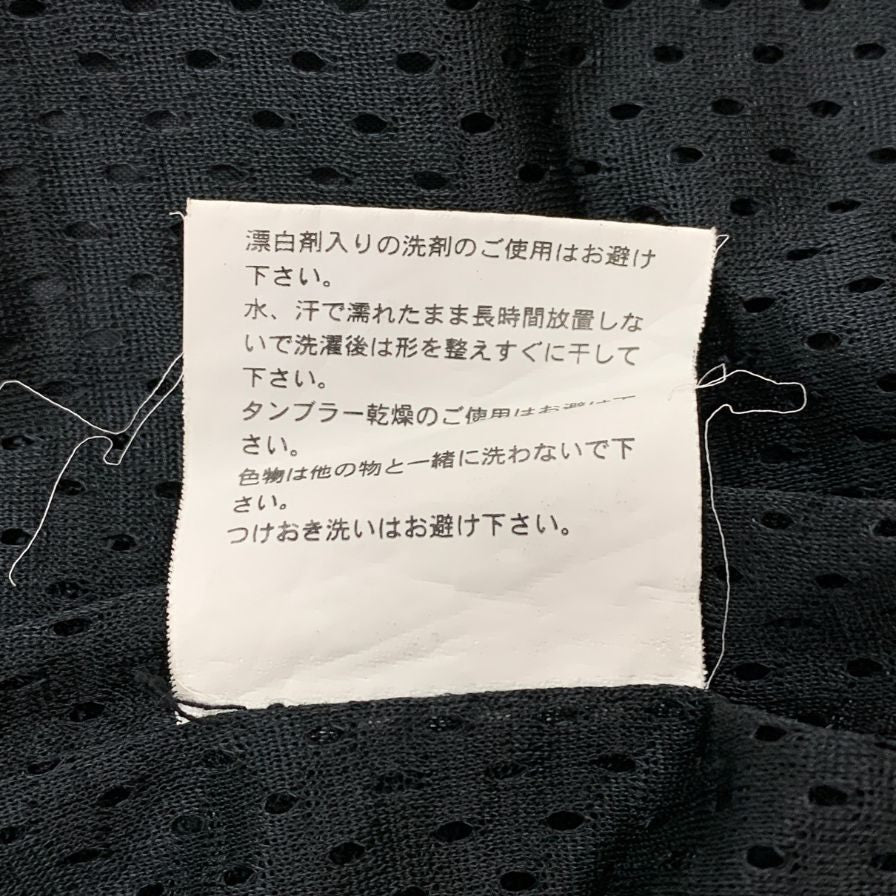 漂白剤入りの洗剤のご使用はお避け
下さい。
水、汗で濡れたまま長時間放置しな
いで洗濯後は形を整えすぐに干して
下さい。
タンブラー乾燥のご使用はお避け下
さい。
色物は他の物と一緒に洗わないで下
さい。
つけおき洗いはお避け下さい。